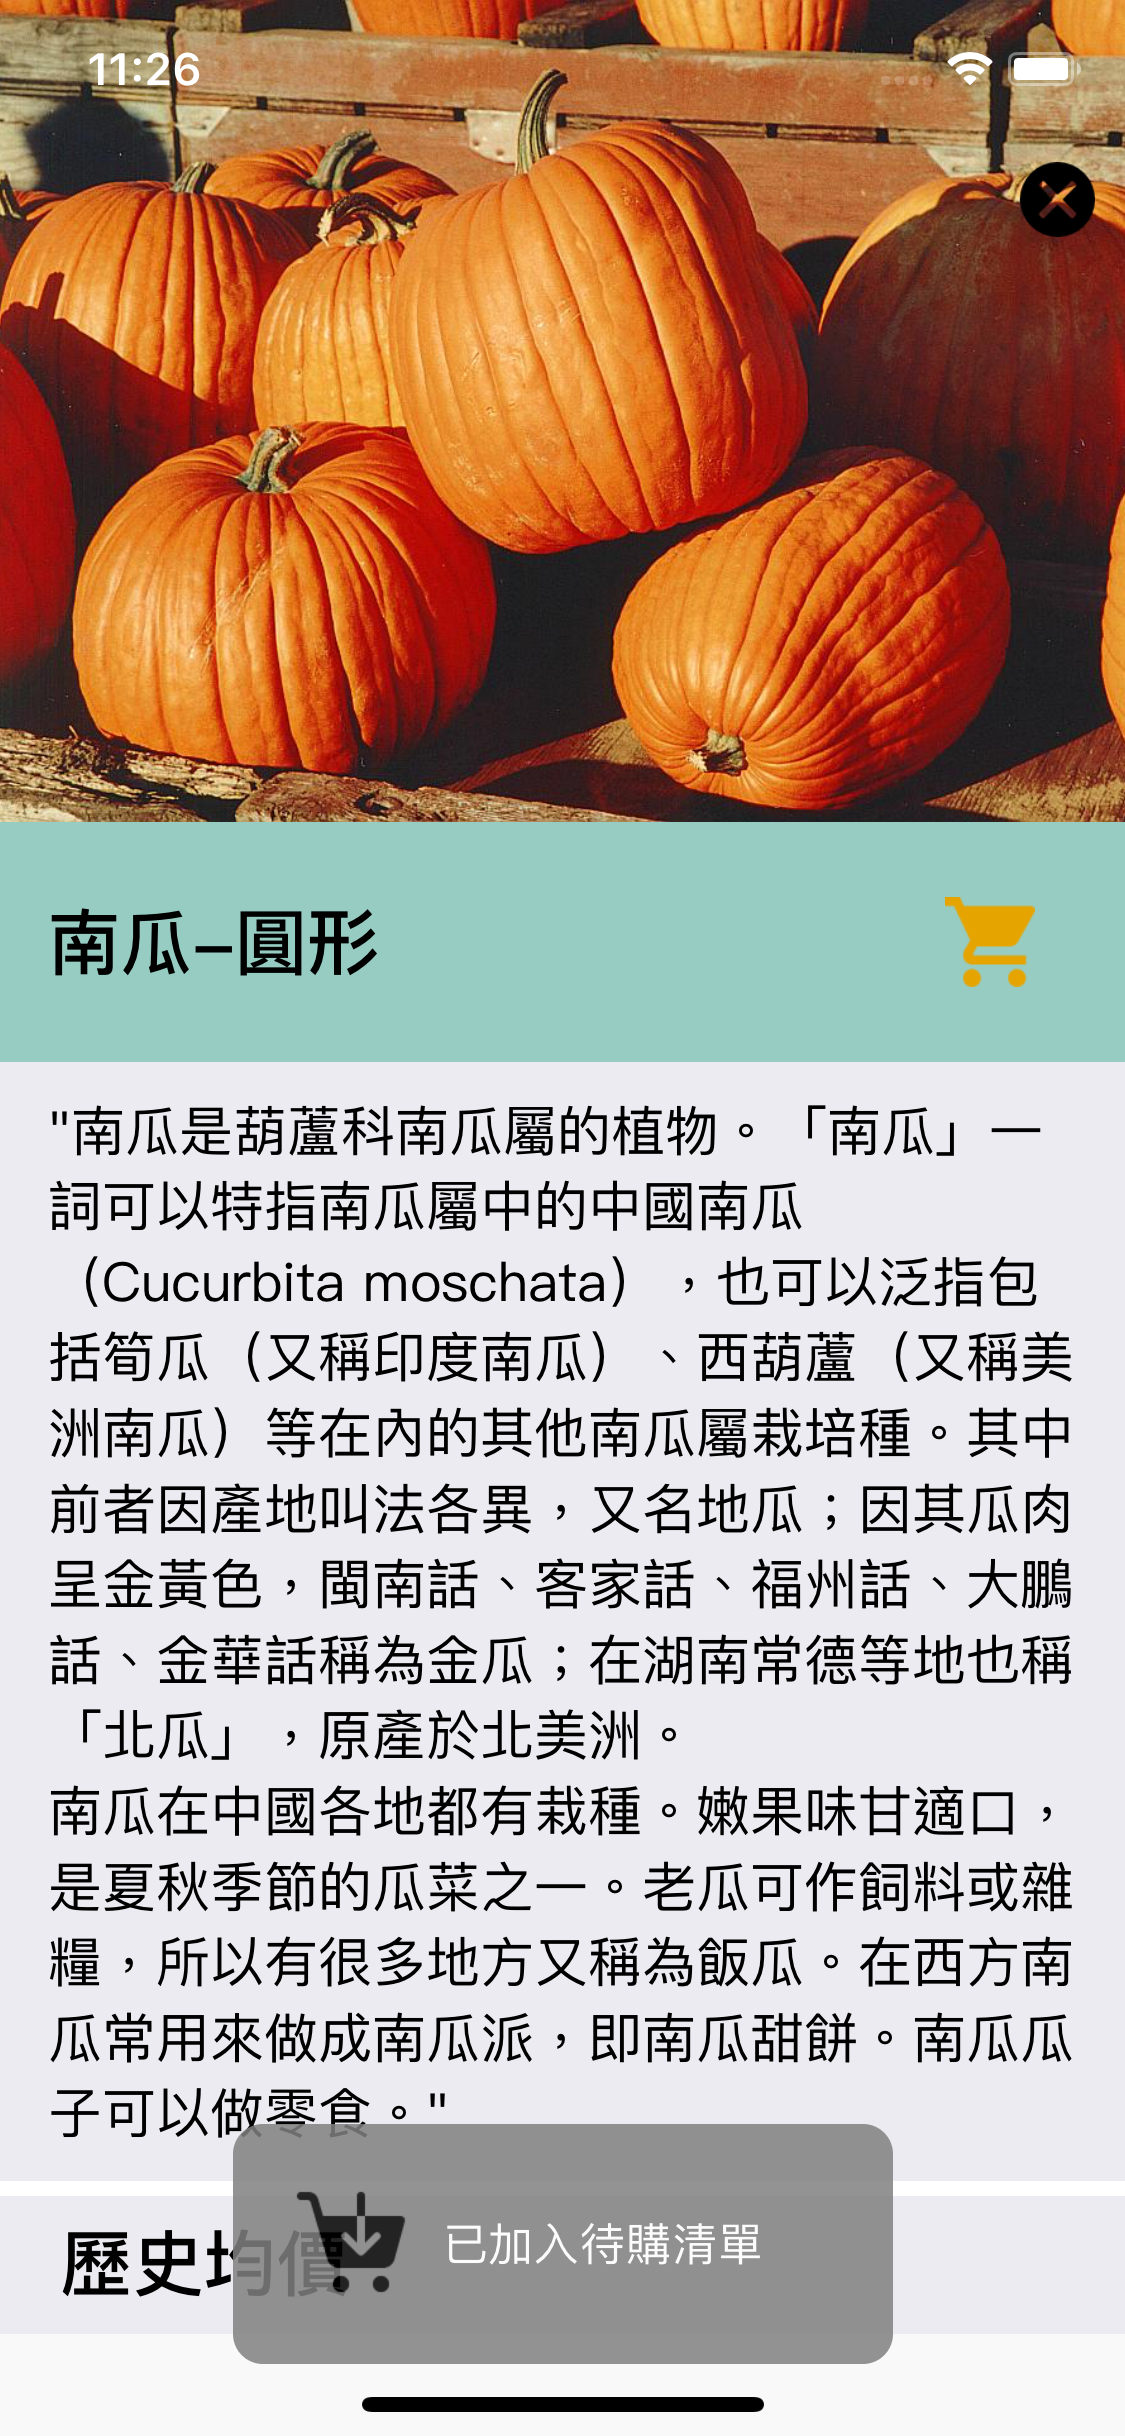 11:26
南瓜-圓形
"南瓜是葫蘆科南瓜屬的植物。「南瓜」一
詞可以特指南瓜屬中的中國南瓜
（Cucurbita moschata），也可以泛指包
括筍瓜（又稱印度南瓜）、西葫蘆（又稱美
洲南瓜）等在內的其他南瓜屬栽培種。其中
前者因產地叫法各異，又名地瓜；因其瓜肉
呈金黃色，閩南話、客家話、福州話、大鵬
話、金華話稱為金瓜；在湖南常德等地也稱
「北瓜」，原產於北美洲。
南瓜在中國各地都有栽種。嫩果味甘適口，
是夏秋季節的瓜菜之一。老瓜可作飼料或雜
糧，所以有很多地方又稱為飯瓜。在西方南
瓜常用來做成南瓜派，即南瓜甜餅。南瓜瓜
子可以做零食。"
歷史均價
已加入待購清單